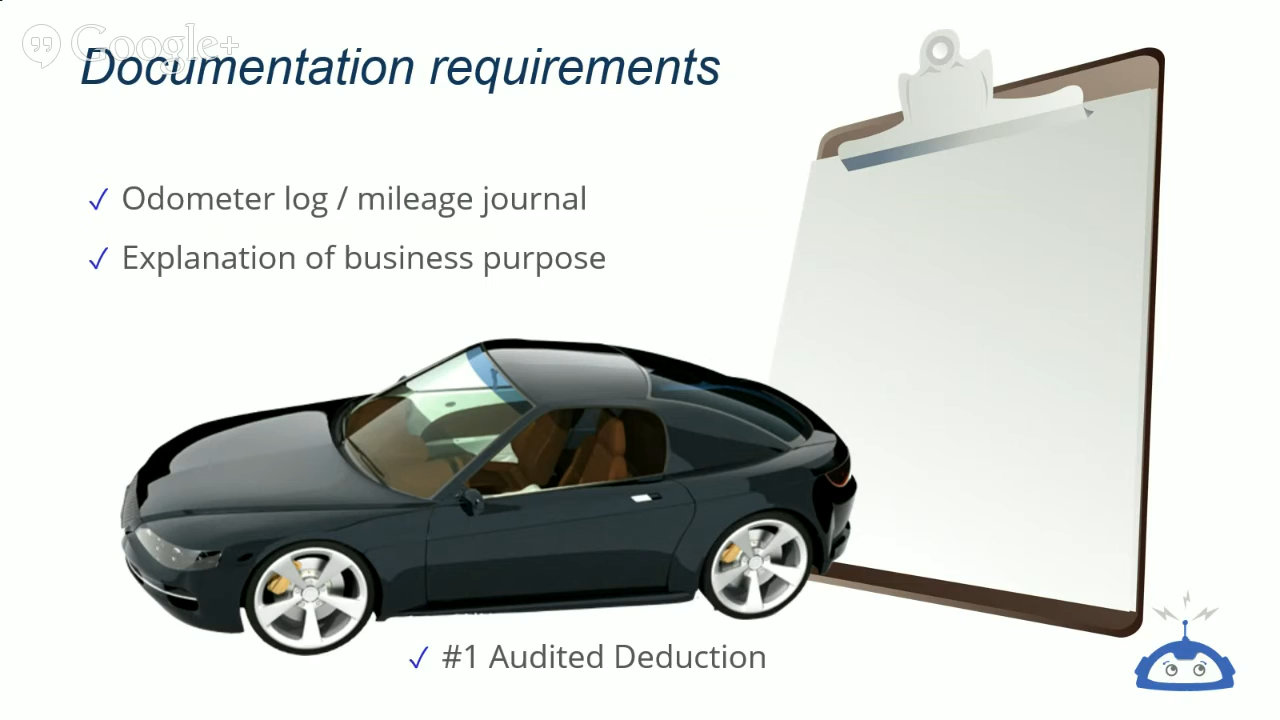 Google+
Documentation requirements
✓ Odometer log / mileage journal
✓ Explanation of business purpose
✓ #1 Audited Deduction